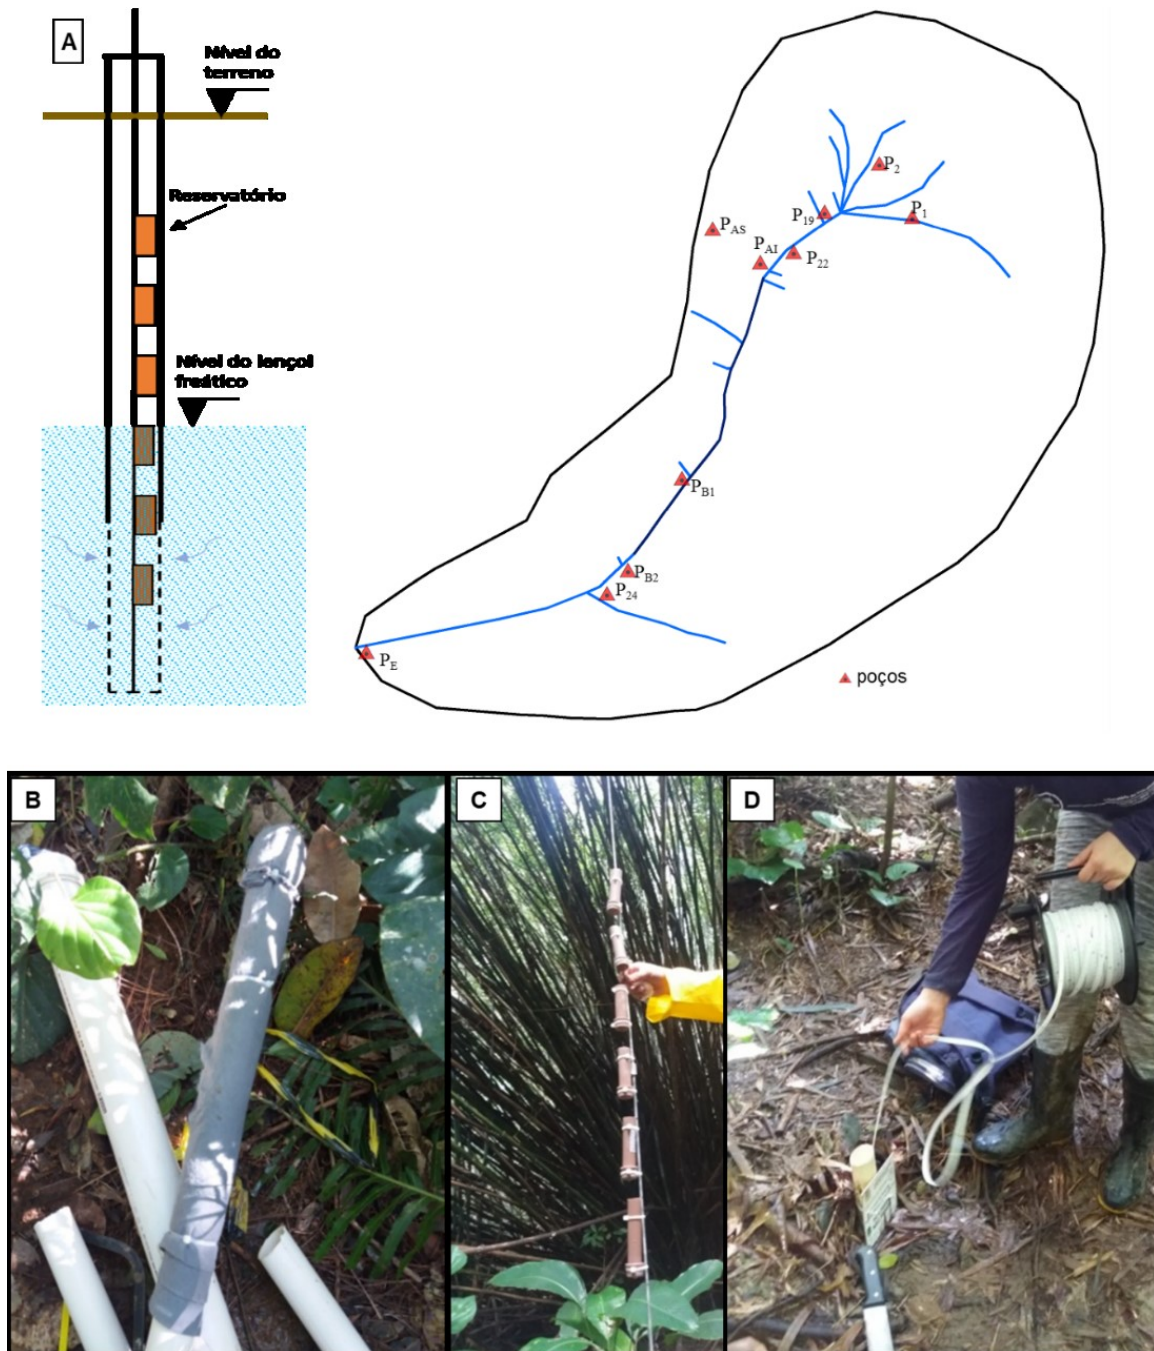 A
Nível do
terreno
Reservatório
Nível do lençol
freático
P2
P1
P19
PAS
PAI
P22
PB1
PB2
P24
PE
poços
B
C
D